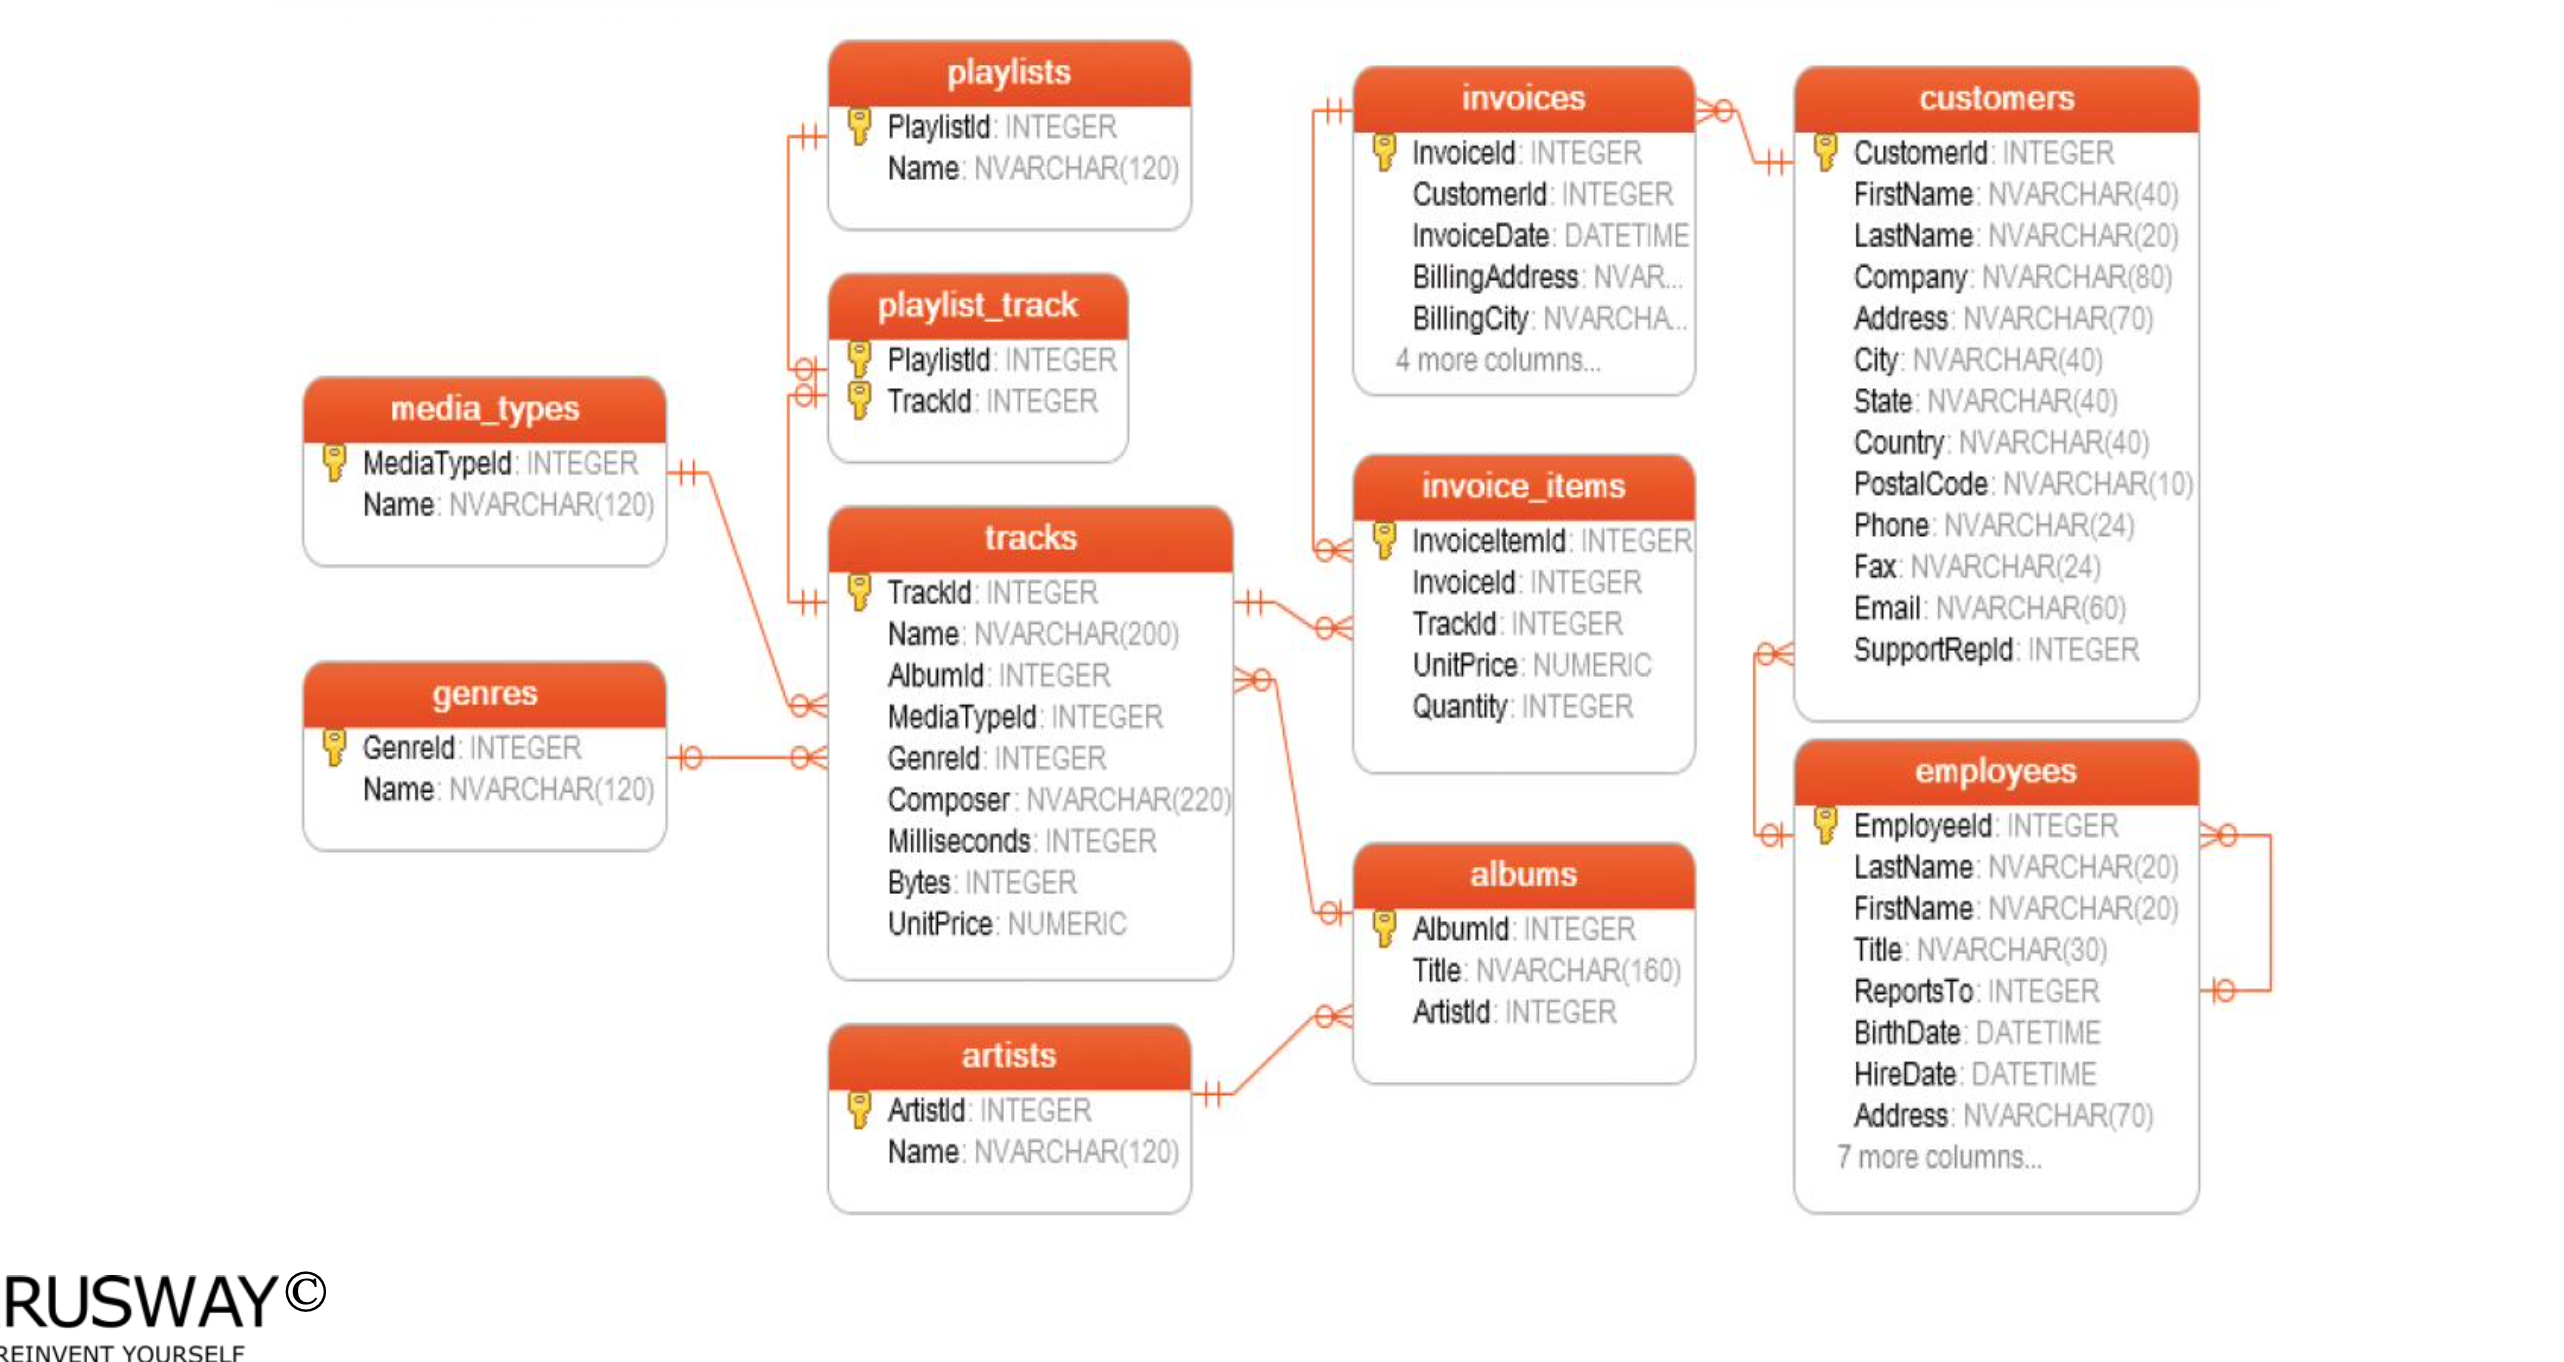 playlists
PlaylistId: INTEGER
Name: NVARCHAR(120)
playlist_track
PlaylistId: INTEGER
TrackId: INTEGER
media_types
MediaTypeId: INTEGER
Name: NVARCHAR(120)
genres
GenreId: INTEGER
Name: NVARCHAR(120)
tracks
TrackId: INTEGER
Name: NVARCHAR(200)
AlbumId: INTEGER
MediaTypeId: INTEGER
GenreId: INTEGER
Composer: NVARCHAR(220)
Milliseconds: INTEGER
Bytes: INTEGER
UnitPrice: NUMERIC
artists
ArtistId: INTEGER
Name: NVARCHAR(120)
invoices
InvoiceId: INTEGER
CustomerId: INTEGER
InvoiceDate: DATETIME
BillingAddress: NVAR...
BillingCity: NVARCHA...
4 more columns...
invoice_items
InvoiceItemId: INTEGER
InvoiceId: INTEGER
TrackId: INTEGER
UnitPrice: NUMERIC
Quantity: INTEGER
albums
AlbumId: INTEGER
Title: NVARCHAR(160)
ArtistId: INTEGER
customers
CustomerId: INTEGER
FirstName: NVARCHAR(40)
LastName: NVARCHAR(20)
Company: NVARCHAR(80)
Address: NVARCHAR(70)
City: NVARCHAR(40)
State: NVARCHAR(40)
Country: NVARCHAR(40)
PostalCode: NVARCHAR(10)
Phone: NVARCHAR(24)
Fax: NVARCHAR(24)
Email: NVARCHAR(60)
SupportRepId: INTEGER
employees
EmployeeId: INTEGER
LastName: NVARCHAR(20)
FirstName: NVARCHAR(20)
Title: NVARCHAR(30)
ReportsTo: INTEGER
BirthDate: DATETIME
HireDate: DATETIME
Address: NVARCHAR(70)
7 more columns...
RUSWAY©
REINVENT YOURSELF